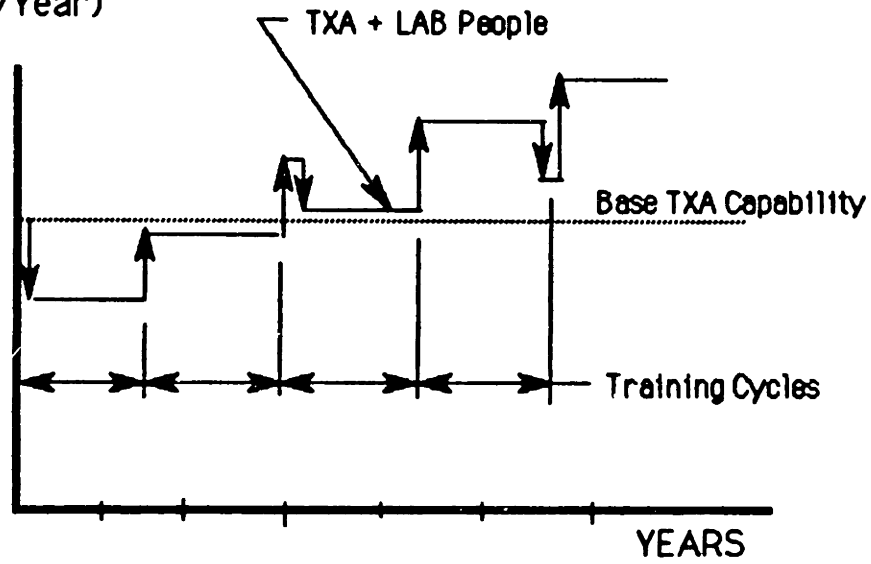 /Year)
TXA + LAB People
Base TXA Capability
Training Cycles
YEARS